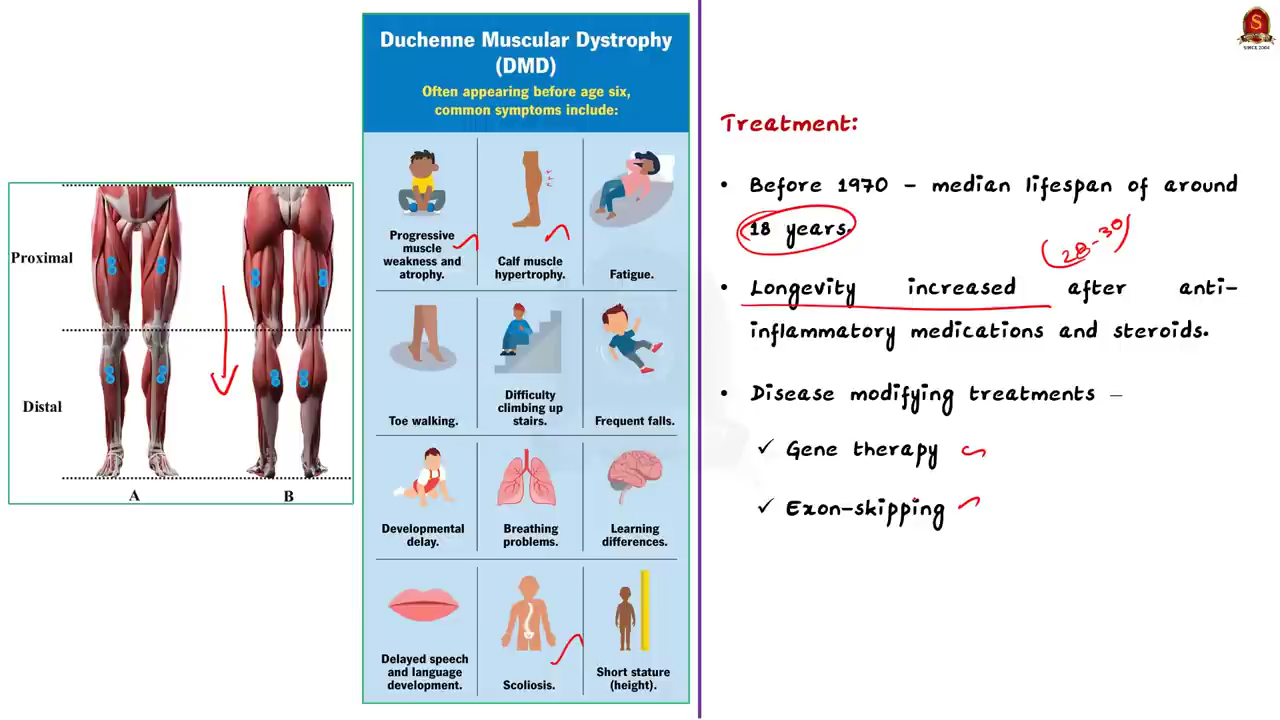 Proximal
Distal
A
B
Duchenne Muscular Dystrophy
(DMD)
Often appearing before age six,
common symptoms include:
Progressive
muscle
weakness and
atrophy.
Calf muscle
hypertrophy.
Fatigue.
Toe walking.
Difficulty
climbing up
stairs.
Frequent falls.
Developmental
delay.
Breathing
problems.
Learning
differences.
Delayed speech
and language
development.
Scoliosis.
Short stature
(height).
S
SINCE 2004
Treatment:
• Before 1970 – median lifespan of around
18 years.
(28-30)
• Longevity increased after anti-
inflammatory medications and steroids.
• Disease modifying treatments –
✓ Gene therapy
✓ Exon-skipping